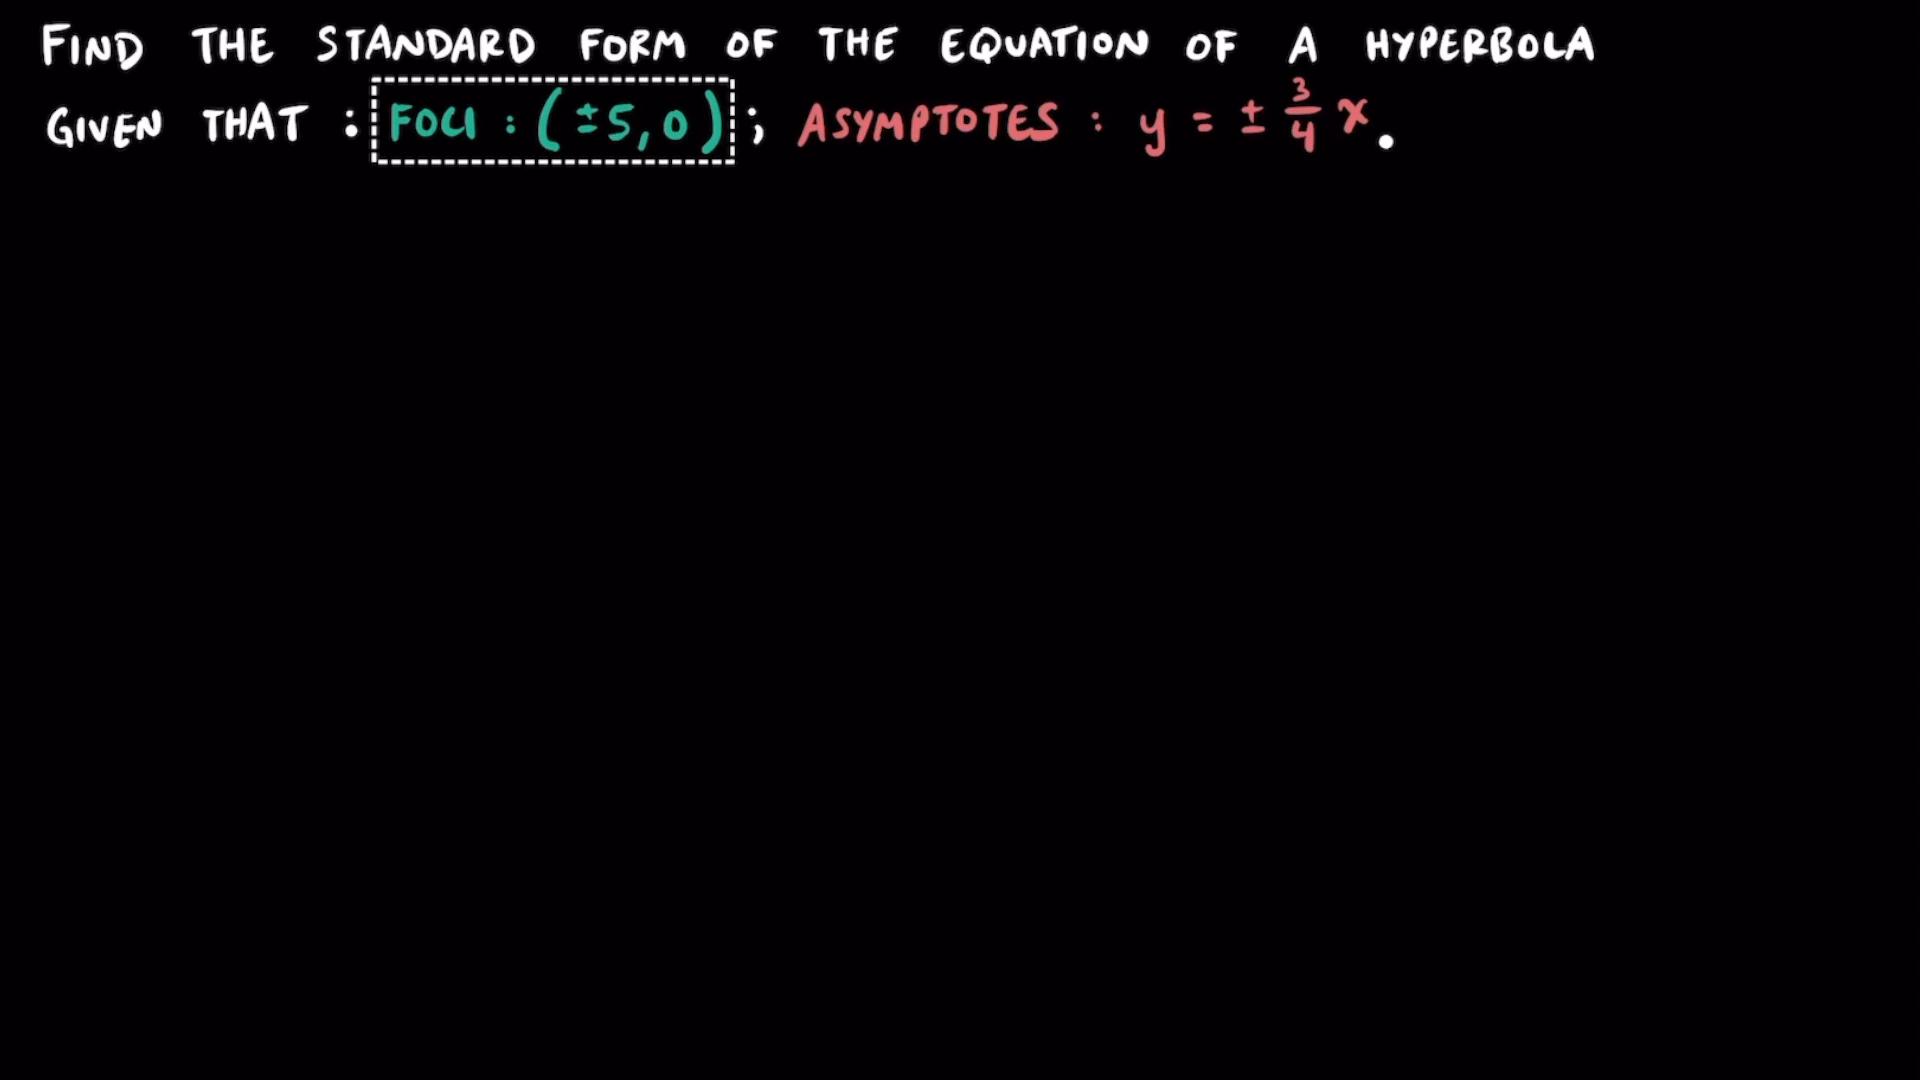 FIND THE STANDARD FORM OF THE EQUATION OF A HYPERBOLA
GIVEN THAT : FOCI : (±5, 0) ; ASYMPTOTES : y = ± 3/4 x .